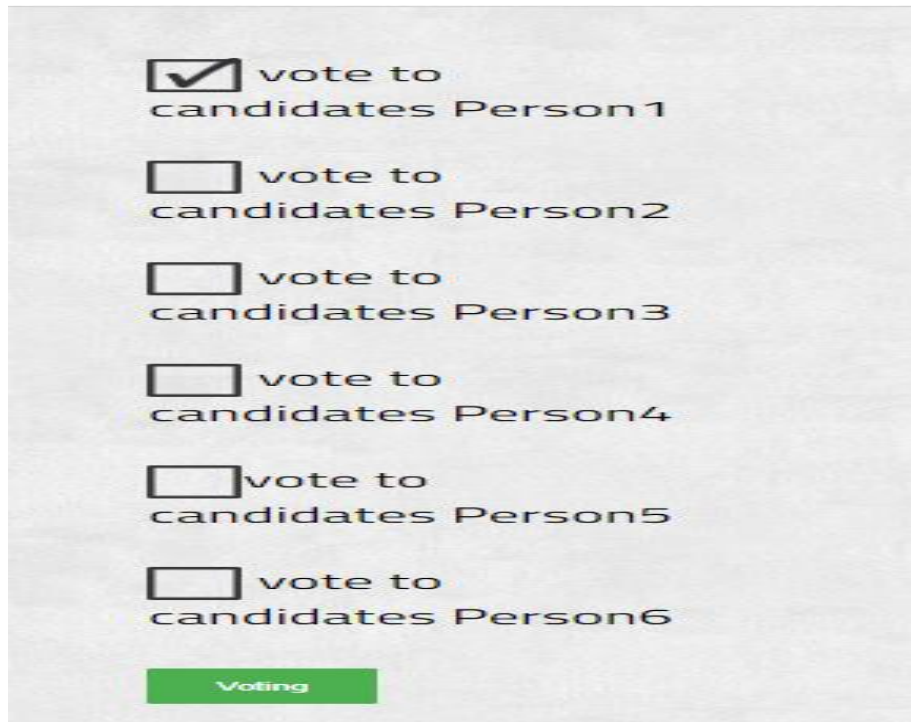 vote to
candidates Person1
vote to
candidates Person2
vote to
candidates Person3
vote to
candidates Person4
vote to
candidates Person5
vote to
candidates Person6
Voting